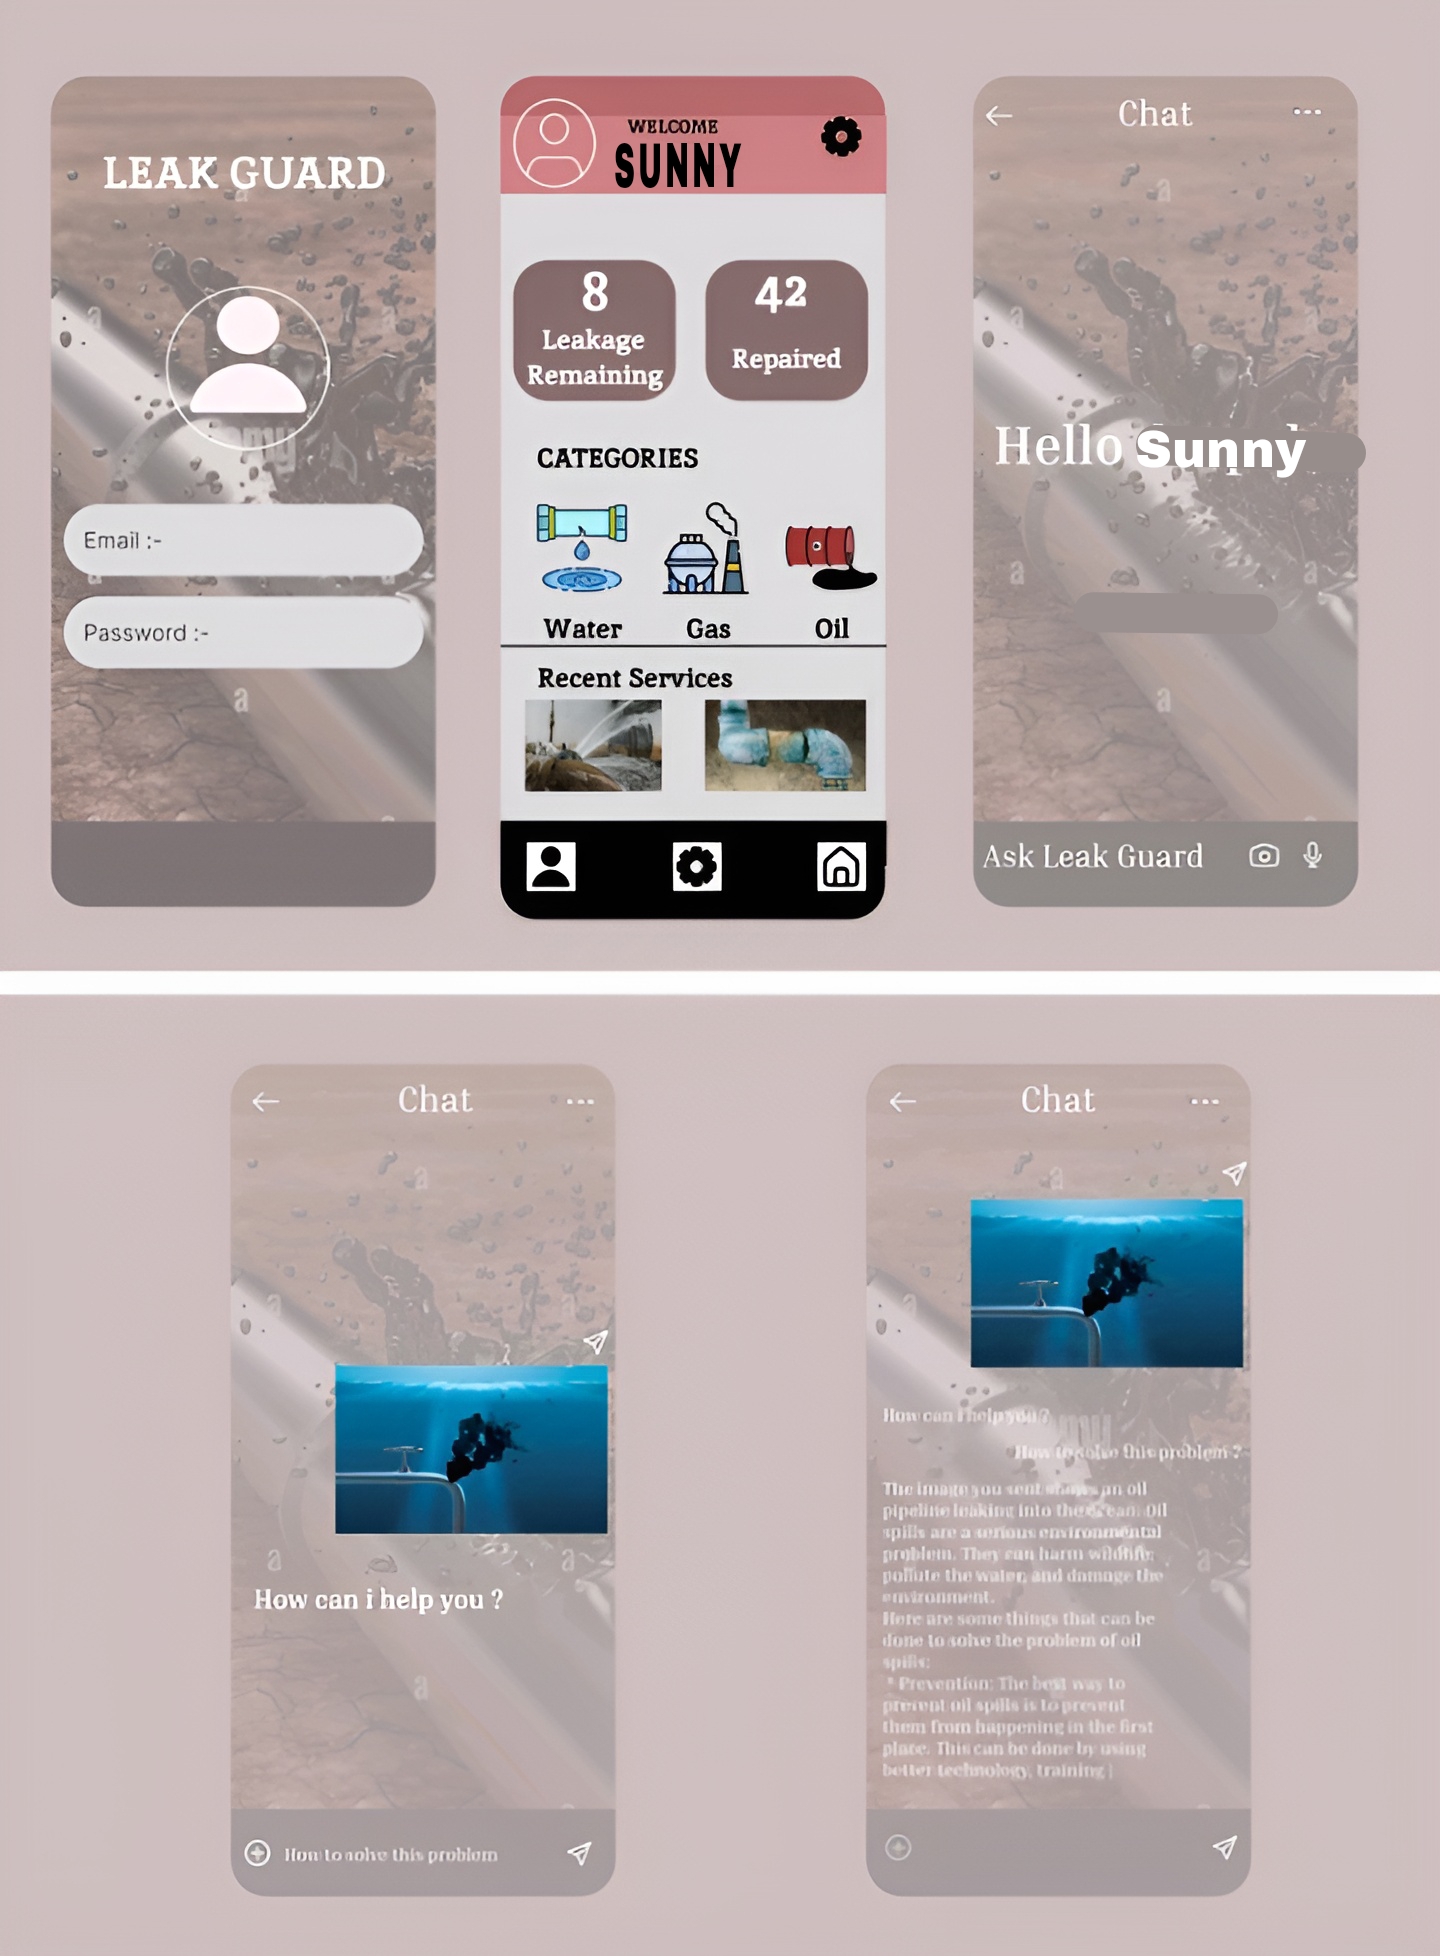 LEAK GUARD
Email :-
Password :-
WELCOME
SUNNY
8
Leakage
Remaining
42
Repaired
CATEGORIES
Water
Gas
Oil
Recent Services
Chat
Hello Sunny
Ask Leak Guard
Chat
How can i help you ?
How to solve this problem
Chat
How can i help you ?
How to solve this problem ?
The image you sent shows an oil
pipeline leaking into the ocean. Oil
spills are a serious environmental
problem. They can harm wildlife,
pollute the water, and damage the
environment.
Here are some things that can be
done to solve the problem of oil
spills:
* Prevention: The best way to
prevent oil spills is to prevent
them from happening in the first
place. This can be done by using
better technology, training |